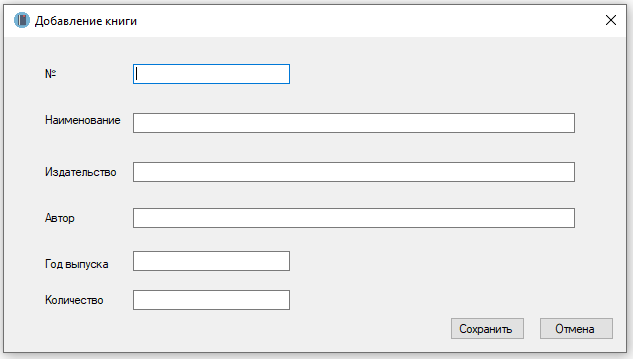 Добавление книги
№
Наименование
Издательство
Автор
Год выпуска
Количество
Сохранить Отмена